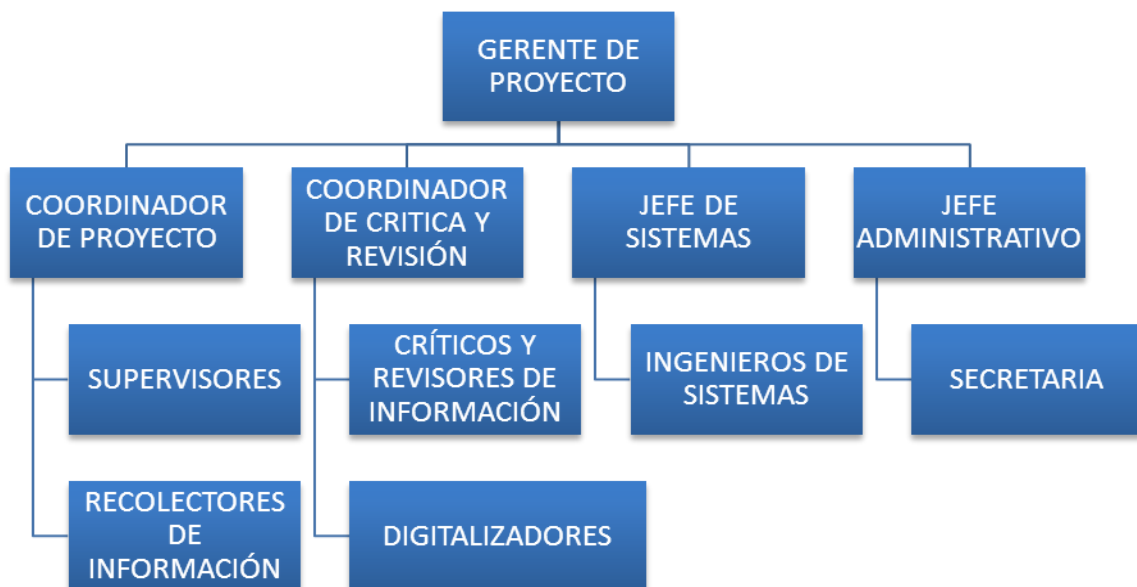 GERENTE DE
PROYECTO
COORDINADOR
DE PROYECTO
COORDINADOR
DE CRITICA Y
REVISIÓN
JEFE DE
SISTEMAS
JEFE
ADMINISTRATIVO
SUPERVISORES
CRÍTICOS Y
REVISORES DE
INFORMACIÓN
INGENIEROS DE
SISTEMAS
SECRETARIA
RECOLECTORES
DE
INFORMACIÓN
DIGITALIZADORES